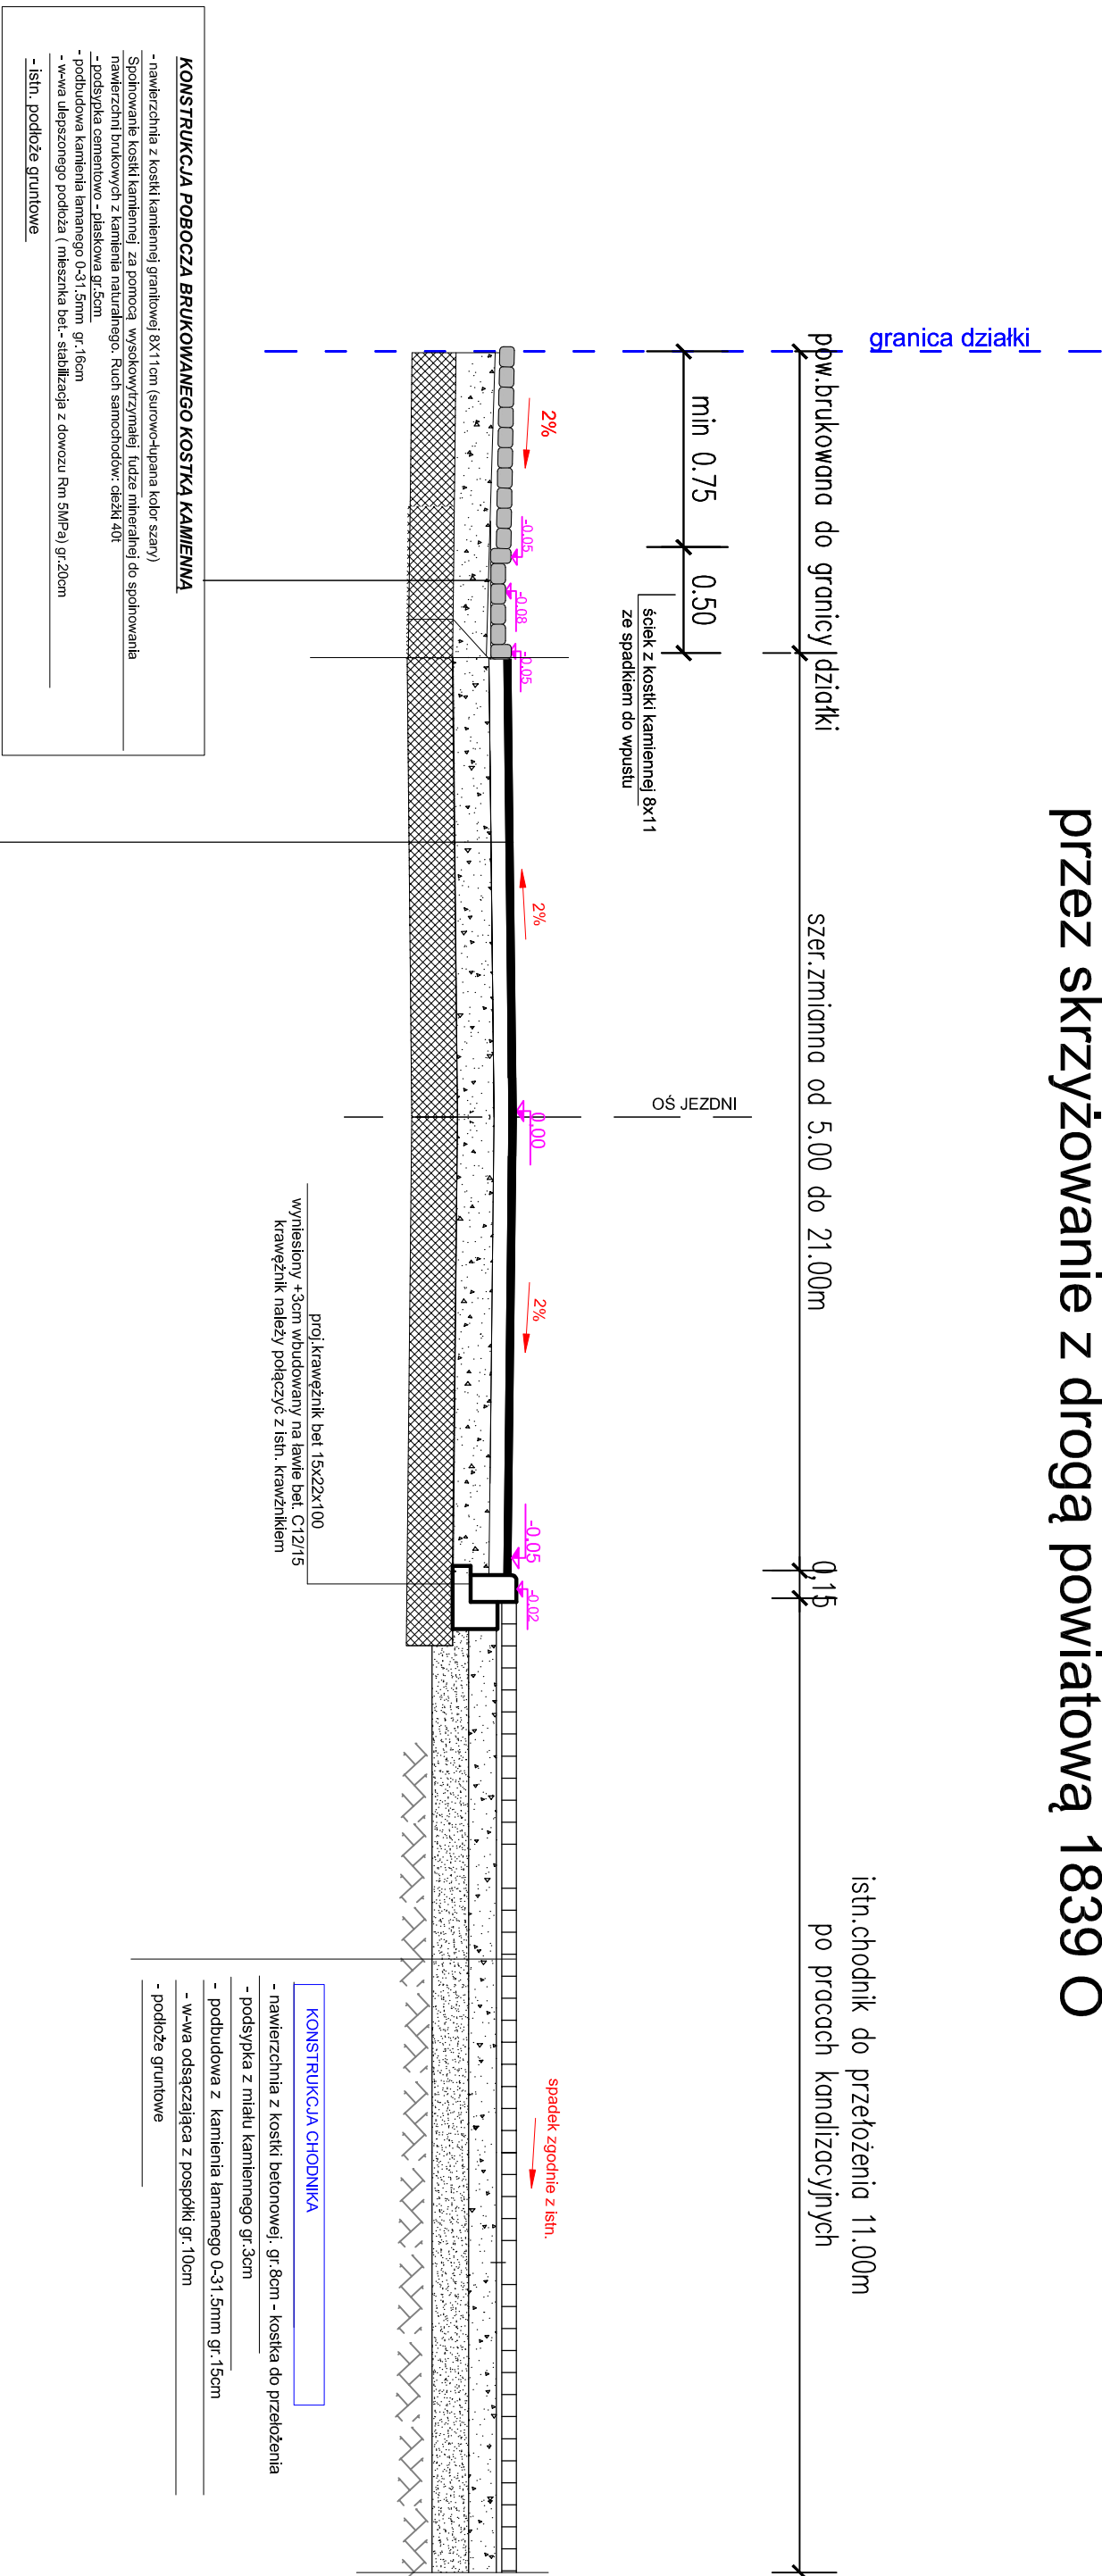 przez skrzyżowanie z drogą powiatową 1839 O
granica działki
pow.brukowana do granicy działki
szer.zmianna od 5.00 do 21.00m
0,15
istn.chodnik do przełożenia 11.00m
po pracach kanalizacyjnych
min 0.75
0.50
ściek z kostki kamiennej 8x11
ze spadkiem do wpustu
OŚ JEZDNI
2%
-0.05
-0.08
-0.05
2%
0.00
2%
-0.05
-0.02
spadek zgodnie z istn.
proj.krawężnik bet 15x22x100
wyniesiony +3cm wbudowany na ławie bet. C12/15
krawężnik należy połączyć z istn. krawżnikiem
KONSTRUKCJA POBOCZA BRUKOWANEGO KOSTKĄ KAMIENNĄ
- nawierzchnia z kostki kamiennej granitowej 8X11cm (surowo-łupana kolor szary)
Spoinowanie kostki kamiennej za pomocą wysokowytrzymałej fudze mineralnej do spoinowania
nawierzchni brukowych z kamienia naturalnego. Ruch samochodów: ciężki 40t
- podsypka cementowo - piaskowa gr.5cm
- podbudowa kamienia łamanego 0-31.5mm gr.16cm
- w-wa ulepszonego podłoża ( miesznka bet.- stabilizacja z dowozu Rm 5MPa) gr.20cm
- istn. podłoże gruntowe
KONSTRUKCJA CHODNIKA
- nawierzchnia z kostki betonowej. gr.8cm - kostka do przełożenia
- podsypka z miału kamiennego gr.3cm
- podbudowa z kamienia łamanego 0-31.5mm gr.15cm
- w-wa odsączająca z pospółki gr.10cm
- podłoże gruntowe